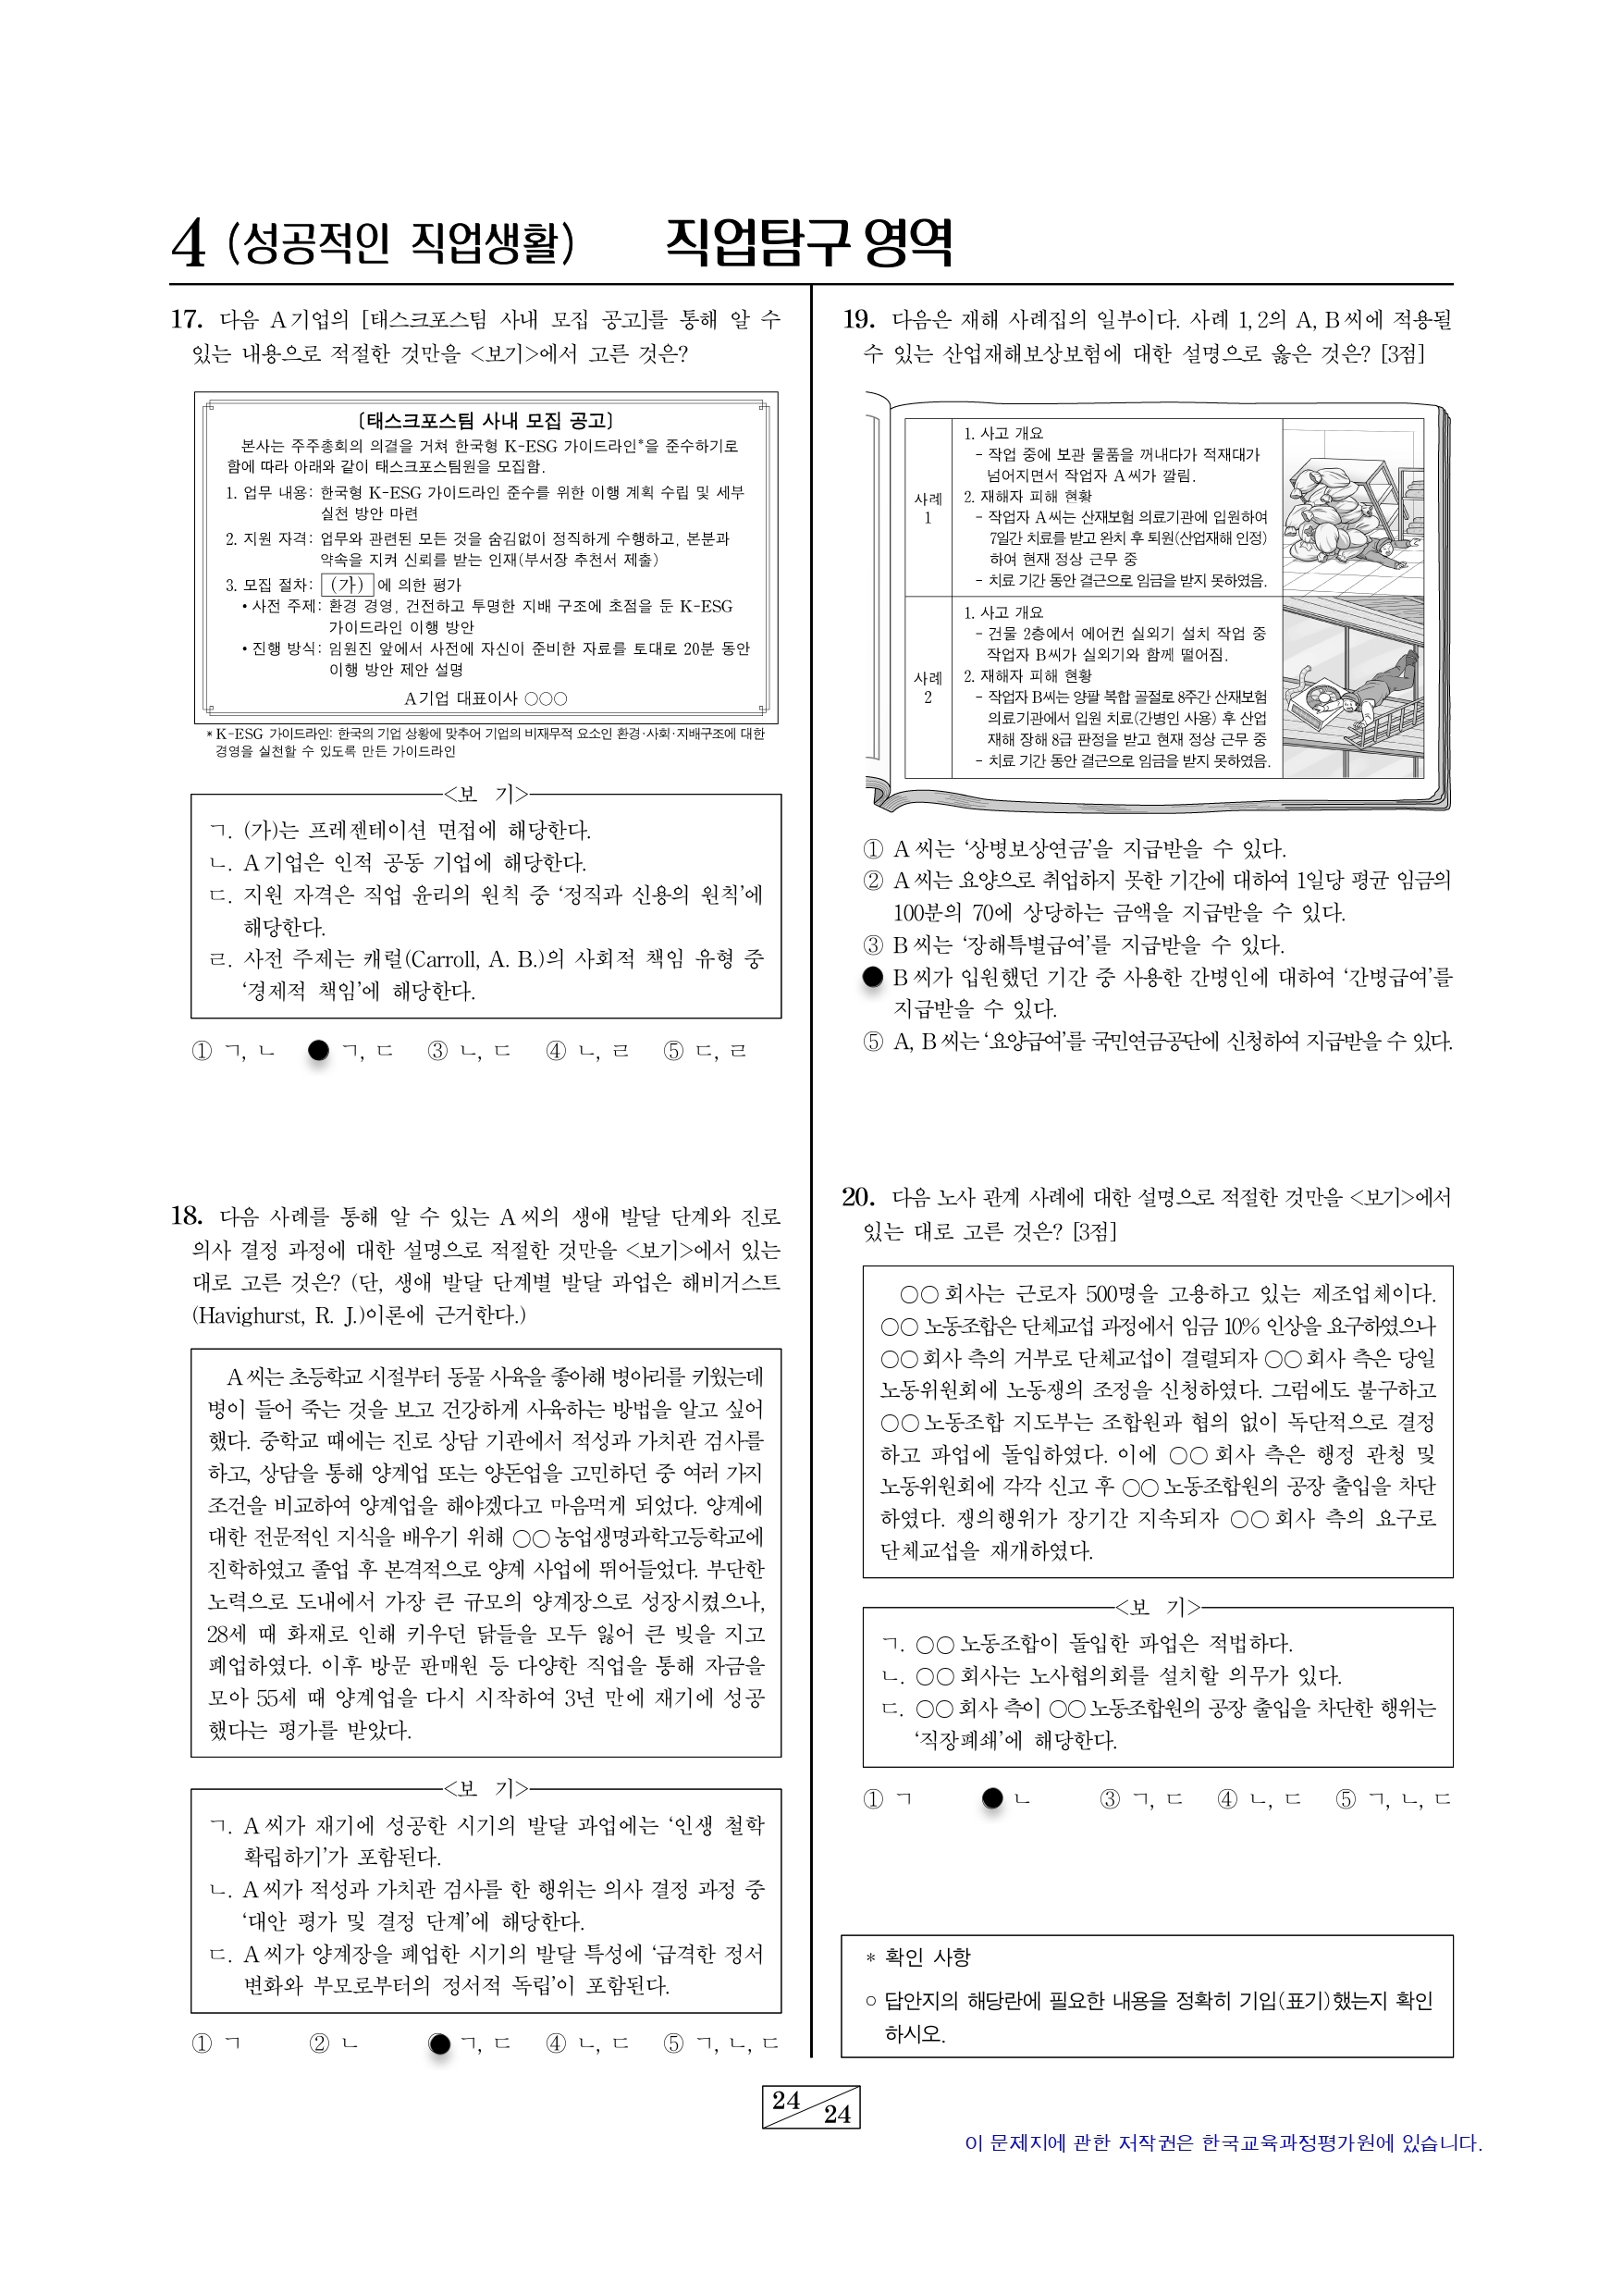 4 (성공적인 직업생활) 직업탐구 영역
17. 다음 A기업의 [태스크포스팀 사내 모집 공고]를 통해 알 수
있는 내용으로 적절한 것만을 <보기>에서 고른 것은?
〔태스크포스팀 사내 모집 공고〕
본사는 주주총회의 의결을 거쳐 한국형 K-ESG 가이드라인*을 준수하기로
함에 따라 아래와 같이 태스크포스팀원을 모집함.
1. 업무 내용: 한국형 K-ESG 가이드라인 준수를 위한 이행 계획 수립 및 세부
실천 방안 마련
2. 지원 자격: 업무와 관련된 모든 것을 숨김없이 정직하게 수행하고, 본분과
약속을 지켜 신뢰를 받는 인재(부서장 추천서 제출)
3. 모집 절차: (가) 에 의한 평가
• 사전 주제: 환경 경영, 건전하고 투명한 지배 구조에 초점을 둔 K-ESG
가이드라인 이행 방안
• 진행 방식: 임원진 앞에서 사전에 자신이 준비한 자료를 토대로 20분 동안
이행 방안 제안 설명
A기업 대표이사 ○○○
* K-ESG 가이드라인: 한국의 기업 상황에 맞추어 기업의 비재무적 요소인 환경·사회·지배구조에 대한
경영을 실천할 수 있도록 만든 가이드라인
<보 기>
ㄱ. (가)는 프레젠테이션 면접에 해당한다.
ㄴ. A기업은 인적 공동 기업에 해당한다.
ㄷ. 지원 자격은 직업 윤리의 원칙 중 ‘정직과 신용의 원칙’에
해당한다.
ㄹ. 사전 주제는 캐럴(Carroll, A. B.)의 사회적 책임 유형 중
‘경제적 책임’에 해당한다.
① ㄱ, ㄴ ● ㄱ, ㄷ ③ ㄴ, ㄷ ④ ㄴ, ㄹ ⑤ ㄷ, ㄹ
18. 다음 사례를 통해 알 수 있는 A씨의 생애 발달 단계와 진로
의사 결정 과정에 대한 설명으로 적절한 것만을 <보기>에서 있는
대로 고른 것은? (단, 생애 발달 단계별 발달 과업은 해비거스트
(Havighurst, R. J.)이론에 근거한다.)
A씨는 초등학교 시절부터 동물 사육을 좋아해 병아리를 키웠는데
병이 들어 죽는 것을 보고 건강하게 사육하는 방법을 알고 싶어
했다. 중학교 때에는 진로 상담 기관에서 적성과 가치관 검사를
하고, 상담을 통해 양계업 또는 양돈업을 고민하던 중 여러 가지
조건을 비교하여 양계업을 해야겠다고 마음먹게 되었다. 양계에
대한 전문적인 지식을 배우기 위해 ○○농업생명과학고등학교에
진학하였고 졸업 후 본격적으로 양계 사업에 뛰어들었다. 부단한
노력으로 도내에서 가장 큰 규모의 양계장으로 성장시켰으나,
28세 때 화재로 인해 키우던 닭들을 모두 잃어 큰 빚을 지고
폐업하였다. 이후 방문 판매원 등 다양한 직업을 통해 자금을
모아 55세 때 양계업을 다시 시작하여 3년 만에 재기에 성공
했다는 평가를 받았다.
<보 기>
ㄱ. A씨가 재기에 성공한 시기의 발달 과업에는 ‘인생 철학
확립하기’가 포함된다.
ㄴ. A씨가 적성과 가치관 검사를 한 행위는 의사 결정 과정 중
‘대안 평가 및 결정 단계’에 해당한다.
ㄷ. A씨가 양계장을 폐업한 시기의 발달 특성에 ‘급격한 정서
변화와 부모로부터의 정서적 독립’이 포함된다.
① ㄱ ② ㄴ ● ㄱ, ㄷ ④ ㄴ, ㄷ ⑤ ㄱ, ㄴ, ㄷ
19. 다음은 재해 사례집의 일부이다. 사례 1, 2의 A, B씨에 적용될
수 있는 산업재해보상보험에 대한 설명으로 옳은 것은? [3점]
사례
1
1. 사고 개요
- 작업 중에 보관 물품을 꺼내다가 적재대가
넘어지면서 작업자 A씨가 깔림.
2. 재해자 피해 현황
- 작업자 A씨는 산재보험 의료기관에 입원하여
7일간 치료를 받고 완치 후 퇴원(산업재해 인정)
하여 현재 정상 근무 중
- 치료 기간 동안 결근으로 임금을 받지 못하였음.
사례
2
1. 사고 개요
- 건물 2층에서 에어컨 실외기 설치 작업 중
작업자 B씨가 실외기와 함께 떨어짐.
2. 재해자 피해 현황
- 작업자 B씨는 양팔 복합 골절로 8주간 산재보험
의료기관에서 입원 치료(간병인 사용) 후 산업
재해 장해 8급 판정을 받고 현재 정상 근무 중
- 치료 기간 동안 결근으로 임금을 받지 못하였음.
① A씨는 ‘상병보상연금’을 지급받을 수 있다.
② A씨는 요양으로 취업하지 못한 기간에 대하여 1일당 평균 임금의
100분의 70에 상당하는 금액을 지급받을 수 있다.
③ B씨는 ‘장해특별급여’를 지급받을 수 있다.
● B씨가 입원했던 기간 중 사용한 간병인에 대하여 ‘간병급여’를
지급받을 수 있다.
⑤ A, B씨는 ‘요양급여’를 국민연금공단에 신청하여 지급받을 수 있다.
20. 다음 노사 관계 사례에 대한 설명으로 적절한 것만을 <보기>에서
있는 대로 고른 것은? [3점]
○○회사는 근로자 500명을 고용하고 있는 제조업체이다.
○○노동조합은 단체교섭 과정에서 임금 10% 인상을 요구하였으나
○○회사 측의 거부로 단체교섭이 결렬되자 ○○회사 측은 당일
노동위원회에 노동쟁의 조정을 신청하였다. 그럼에도 불구하고
○○노동조합 지도부는 조합원과 협의 없이 독단적으로 결정
하고 파업에 돌입하였다. 이에 ○○회사 측은 행정 관청 및
노동위원회에 각각 신고 후 ○○노동조합원의 공장 출입을 차단
하였다. 쟁의행위가 장기간 지속되자 ○○회사 측의 요구로
단체교섭을 재개하였다.
<보 기>
ㄱ. ○○노동조합이 돌입한 파업은 적법하다.
ㄴ. ○○회사는 노사협의회를 설치할 의무가 있다.
ㄷ. ○○회사 측이 ○○노동조합원의 공장 출입을 차단한 행위는
‘직장폐쇄’에 해당한다.
① ㄱ ● ㄴ ③ ㄱ, ㄷ ④ ㄴ, ㄷ ⑤ ㄱ, ㄴ, ㄷ
* 확인 사항
○ 답안지의 해당란에 필요한 내용을 정확히 기입(표기)했는지 확인
하시오.
24
24
이 문제지에 관한 저작권은 한국교육과정평가원에 있습니다.